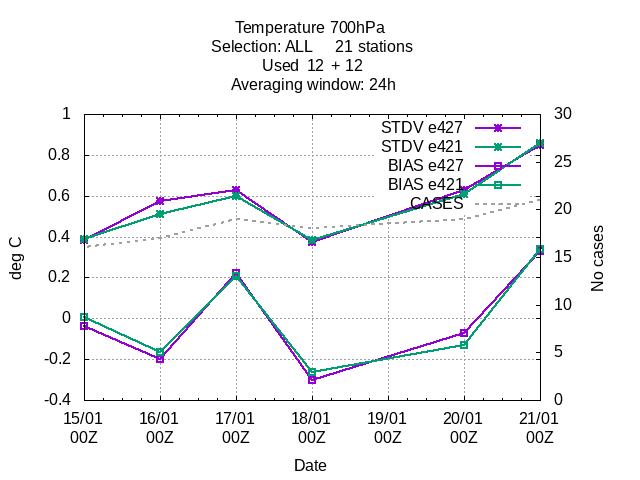 Temperature 700hPa
Selection: ALL 21 stations
Used 12 + 12
Averaging window: 24h
STDV e427
STDV e421
BIAS e427
BIAS e421
CASES
1
0.8
0.6
0.4
0.2
0
-0.2
-0.4
deg C
30
25
20
15
10
5
0
No cases
15/01 16/01 17/01 18/01 19/01 20/01 21/01
00Z 00Z 00Z 00Z 00Z 00Z 00Z
Date